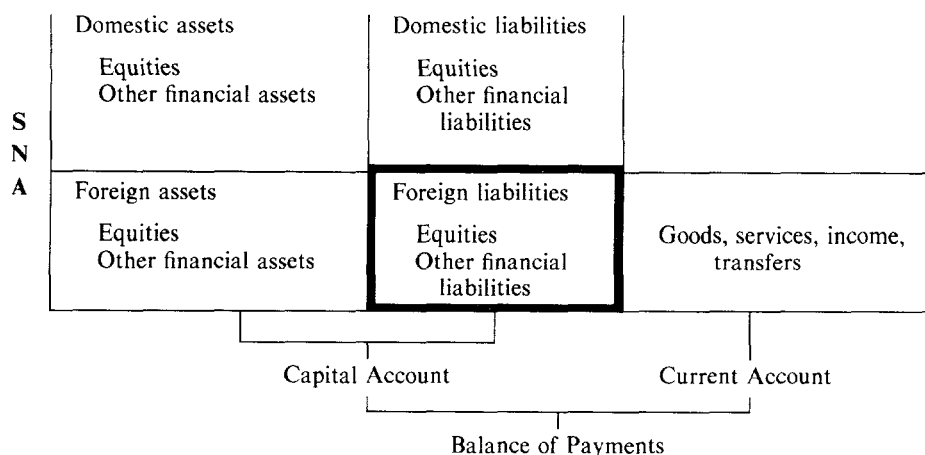 Domestic assets
Equities
Other financial assets
Domestic liabilities
Equities
Other financial
liabilities
S
N
A
Foreign assets
Equities
Other financial assets
Foreign liabilities
Equities
Other financial
liabilities
Goods, services, income,
transfers
Capital Account
Current Account
Balance of Payments